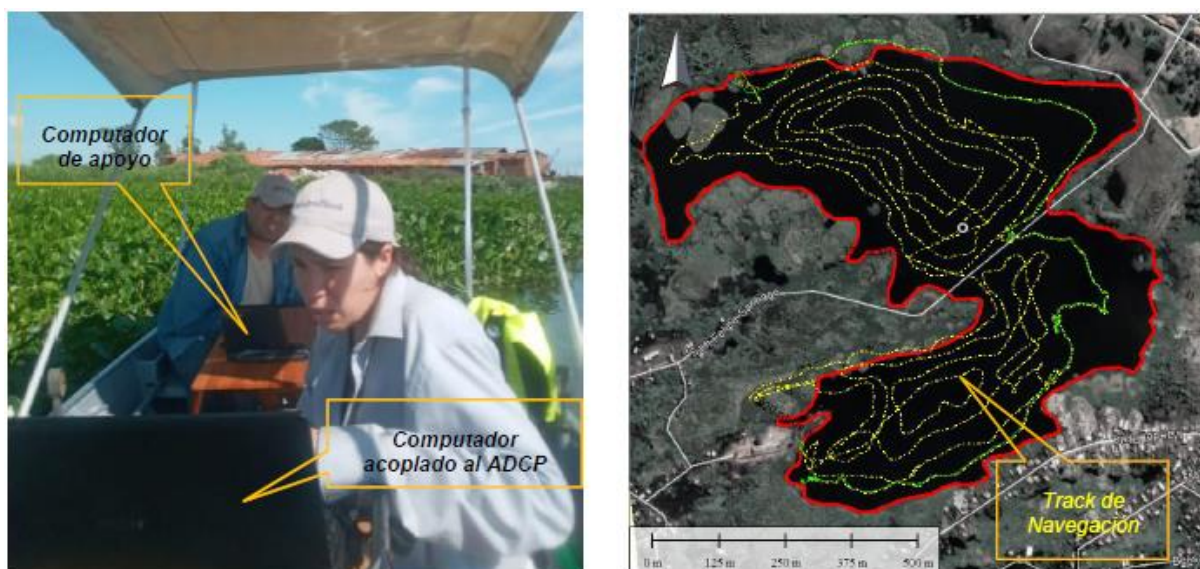 Computador
de apoyo
Computador
acoplado al ADCP
Track de
Navegación
0 m
125 m
250 m
375 m
500 m